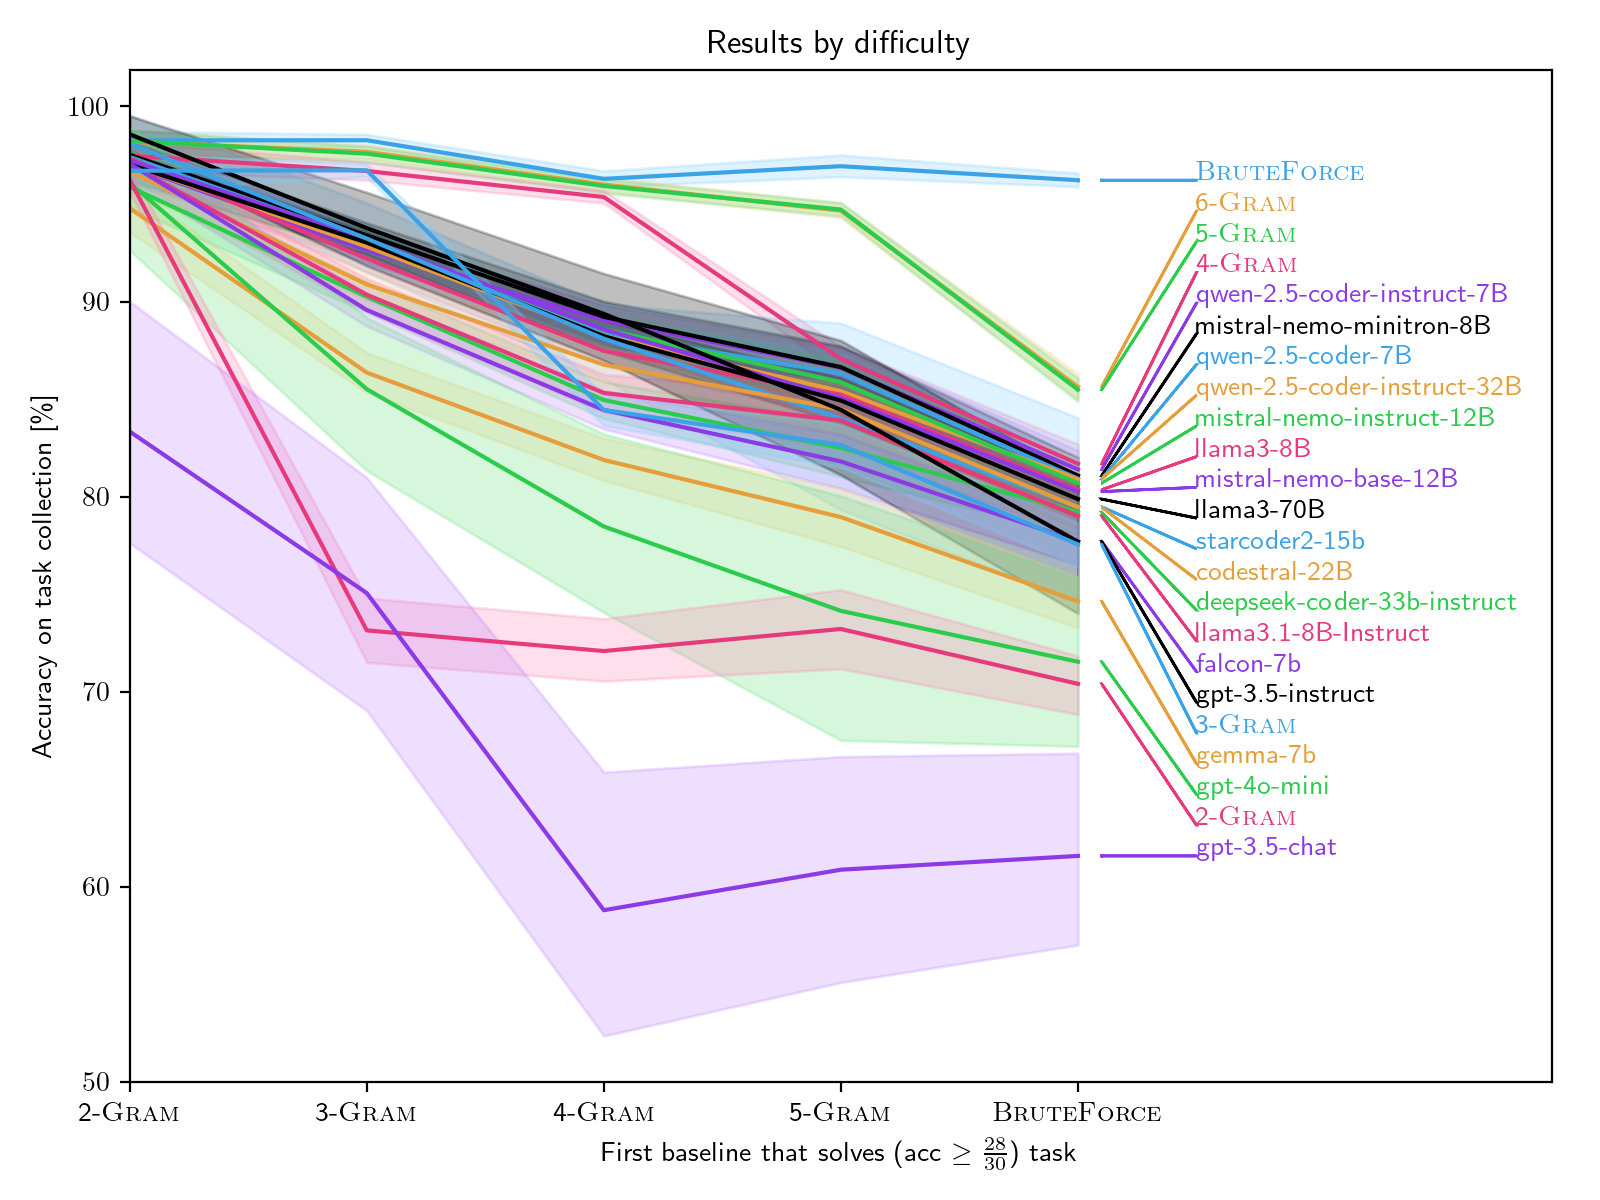 Results by difficulty
Accuracy on task collection [%]
100
90
80
70
60
50
2-Gram 3-Gram 4-Gram 5-Gram BruteForce
First baseline that solves (acc ≥ 28/30) task
BruteForce
6-Gram
5-Gram
4-Gram
qwen-2.5-coder-instruct-7B
mistral-nemo-minitron-8B
qwen-2.5-coder-7B
qwen-2.5-coder-instruct-32B
mistral-nemo-instruct-12B
llama3-8B
mistral-nemo-base-12B
llama3-70B
starcoder2-15b
codestral-22B
deepseek-coder-33b-instruct
llama3.1-8B-Instruct
falcon-7b
gpt-3.5-instruct
3-Gram
gemma-7b
gpt-4o-mini
2-Gram
gpt-3.5-chat